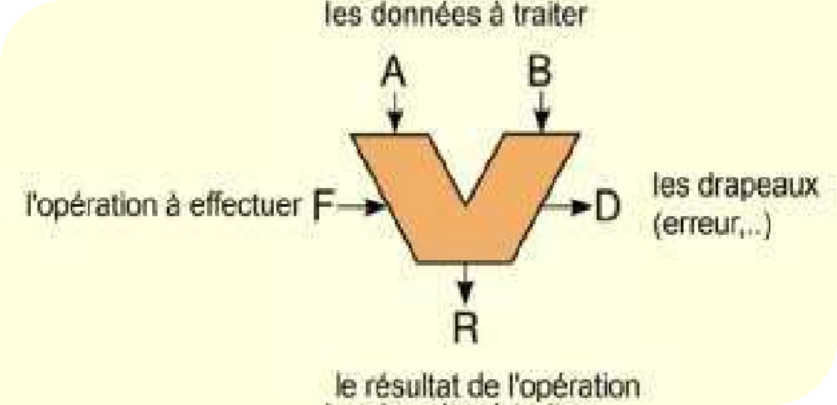 les données à traiter
A B
l'opération à effectuer F
D les drapeaux
(erreur,..)
R
le résultat de l'opération